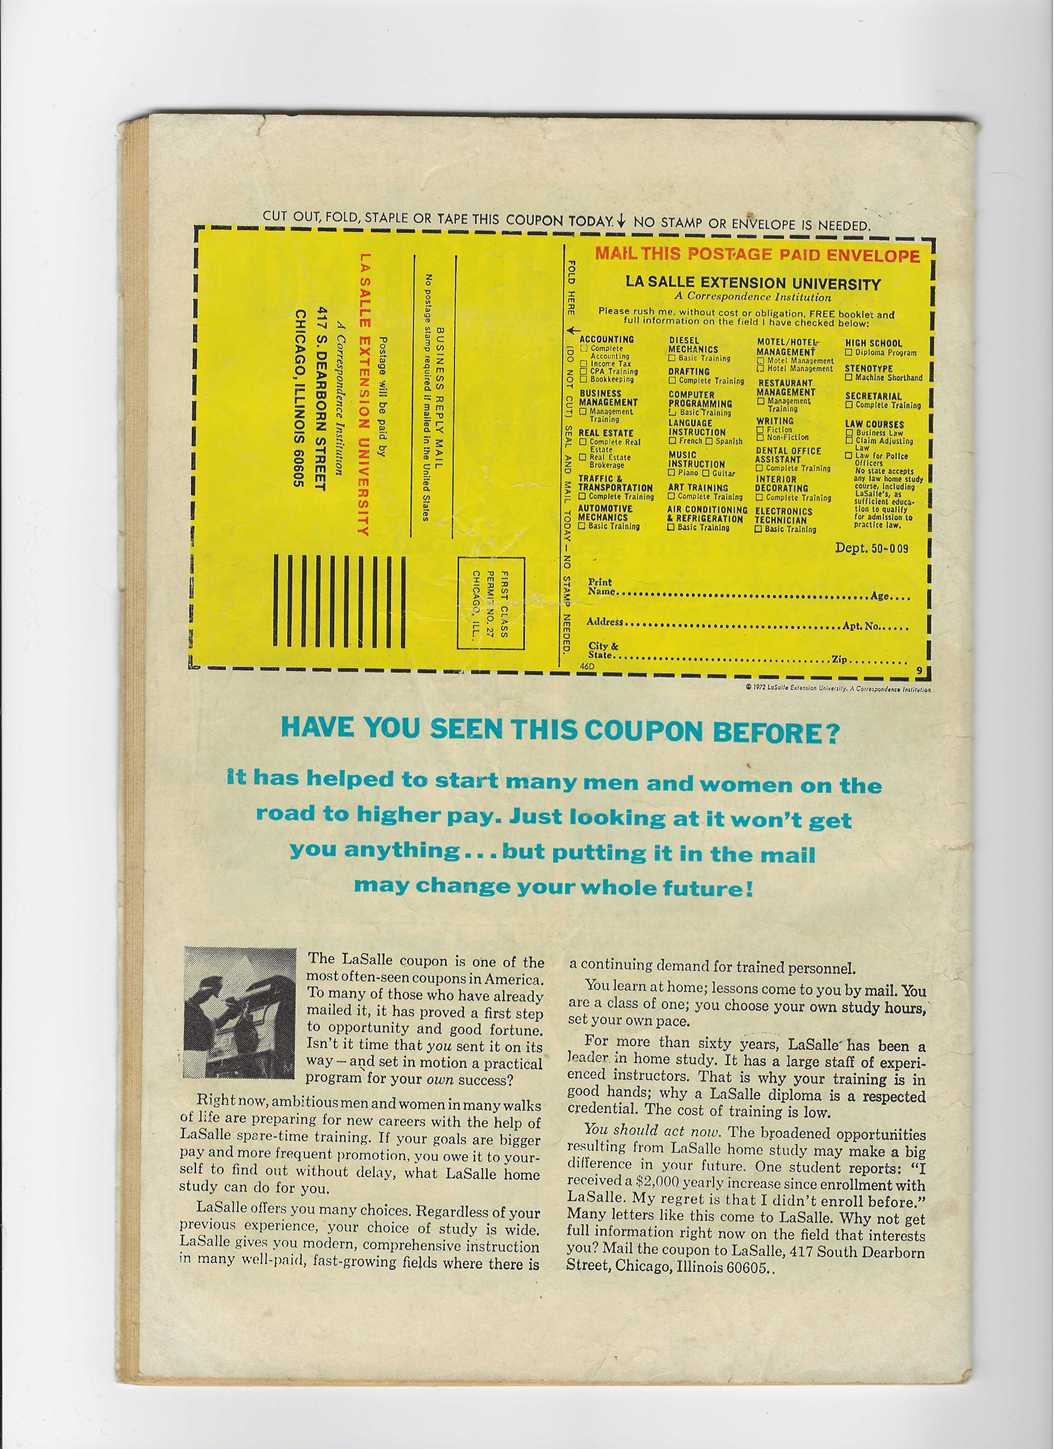 CUT OUT, FOLD, STAPLE OR TAPE THIS COUPON TODAY. ↓ NO STAMP OR ENVELOPE IS NEEDED.
FIRST CLASS
PERMIT NO. 27
CHICAGO, ILL.
BUSINESS REPLY MAIL
No postage stamp required if mailed in the United States
Postage will be paid by
LA SALLE EXTENSION UNIVERSITY
A Correspondence Institution
417 S. DEARBORN STREET
CHICAGO, ILLINOIS 60605
FOLD HERE → (DO NOT CUT) SEAL AND MAIL TODAY — NO STAMP NEEDED.
MAIL THIS POSTAGE PAID ENVELOPE
LA SALLE EXTENSION UNIVERSITY
A Correspondence Institution
Please rush me, without cost or obligation, FREE booklet and
full information on the field I have checked below:
ACCOUNTING
☐ Complete
Accounting
☐ Income Tax
☐ CPA Training
☐ Bookkeeping
BUSINESS
MANAGEMENT
☐ Management
Training
REAL ESTATE
☐ Complete Real
Estate
☐ Real Estate
Brokerage
TRAFFIC &
TRANSPORTATION
☐ Complete Training
AUTOMOTIVE
MECHANICS
☐ Basic Training
DIESEL
MECHANICS
☐ Basic Training
DRAFTING
☐ Complete Training
COMPUTER
PROGRAMMING
☐ Basic Training
LANGUAGE
INSTRUCTION
☐ French ☐ Spanish
MUSIC
INSTRUCTION
☐ Piano ☐ Guitar
ART TRAINING
☐ Complete Training
AIR CONDITIONING
& REFRIGERATION
☐ Basic Training
MOTEL/HOTEL
MANAGEMENT
☐ Motel Management
☐ Hotel Management
RESTAURANT
MANAGEMENT
☐ Management
Training
WRITING
☐ Fiction
☐ Non-Fiction
DENTAL OFFICE
ASSISTANT
☐ Complete Training
INTERIOR
DECORATING
☐ Complete Training
ELECTRONICS
TECHNICIAN
☐ Basic Training
HIGH SCHOOL
☐ Diploma Program
STENOTYPE
☐ Machine Shorthand
SECRETARIAL
☐ Complete Training
LAW COURSES
☐ Business Law
☐ Claim Adjusting
Law
☐ Law for Police
Officers
No state accepts
any law home study
course, including
LaSalle's, as
sufficient educa-
tion to qualify
for admission to
practice law.
Dept. 50-009
Print
Name........................Age....
Address........................Apt. No......
City &
State........................Zip.........
46D
9
© 1972 LaSalle Extension University. A Correspondence Institution
HAVE YOU SEEN THIS COUPON BEFORE?
It has helped to start many men and women on the
road to higher pay. Just looking at it won't get
you anything...but putting it in the mail
may change your whole future!
The LaSalle coupon is one of the
most often-seen coupons in America.
To many of those who have already
mailed it, it has proved a first step
to opportunity and good fortune.
Isn't it time that you sent it on its
way — and set in motion a practical
program for your own success?
Right now, ambitious men and women in many walks
of life are preparing for new careers with the help of
LaSalle spare-time training. If your goals are bigger
pay and more frequent promotion, you owe it to your-
self to find out without delay, what LaSalle home
study can do for you.
LaSalle offers you many choices. Regardless of your
previous experience, your choice of study is wide.
LaSalle gives you modern, comprehensive instruction
in many well-paid, fast-growing fields where there is
a continuing demand for trained personnel.
You learn at home; lessons come to you by mail. You
are a class of one; you choose your own study hours,
set your own pace.
For more than sixty years, LaSalle has been a
leader in home study. It has a large staff of experi-
enced instructors. That is why your training is in
good hands; why a LaSalle diploma is a respected
credential. The cost of training is low.
You should act now. The broadened opportunities
resulting from LaSalle home study may make a big
difference in your future. One student reports: "I
received a $2,000 yearly increase since enrollment with
LaSalle. My regret is that I didn't enroll before."
Many letters like this come to LaSalle. Why not get
full information right now on the field that interests
you? Mail the coupon to LaSalle, 417 South Dearborn
Street, Chicago, Illinois 60605..